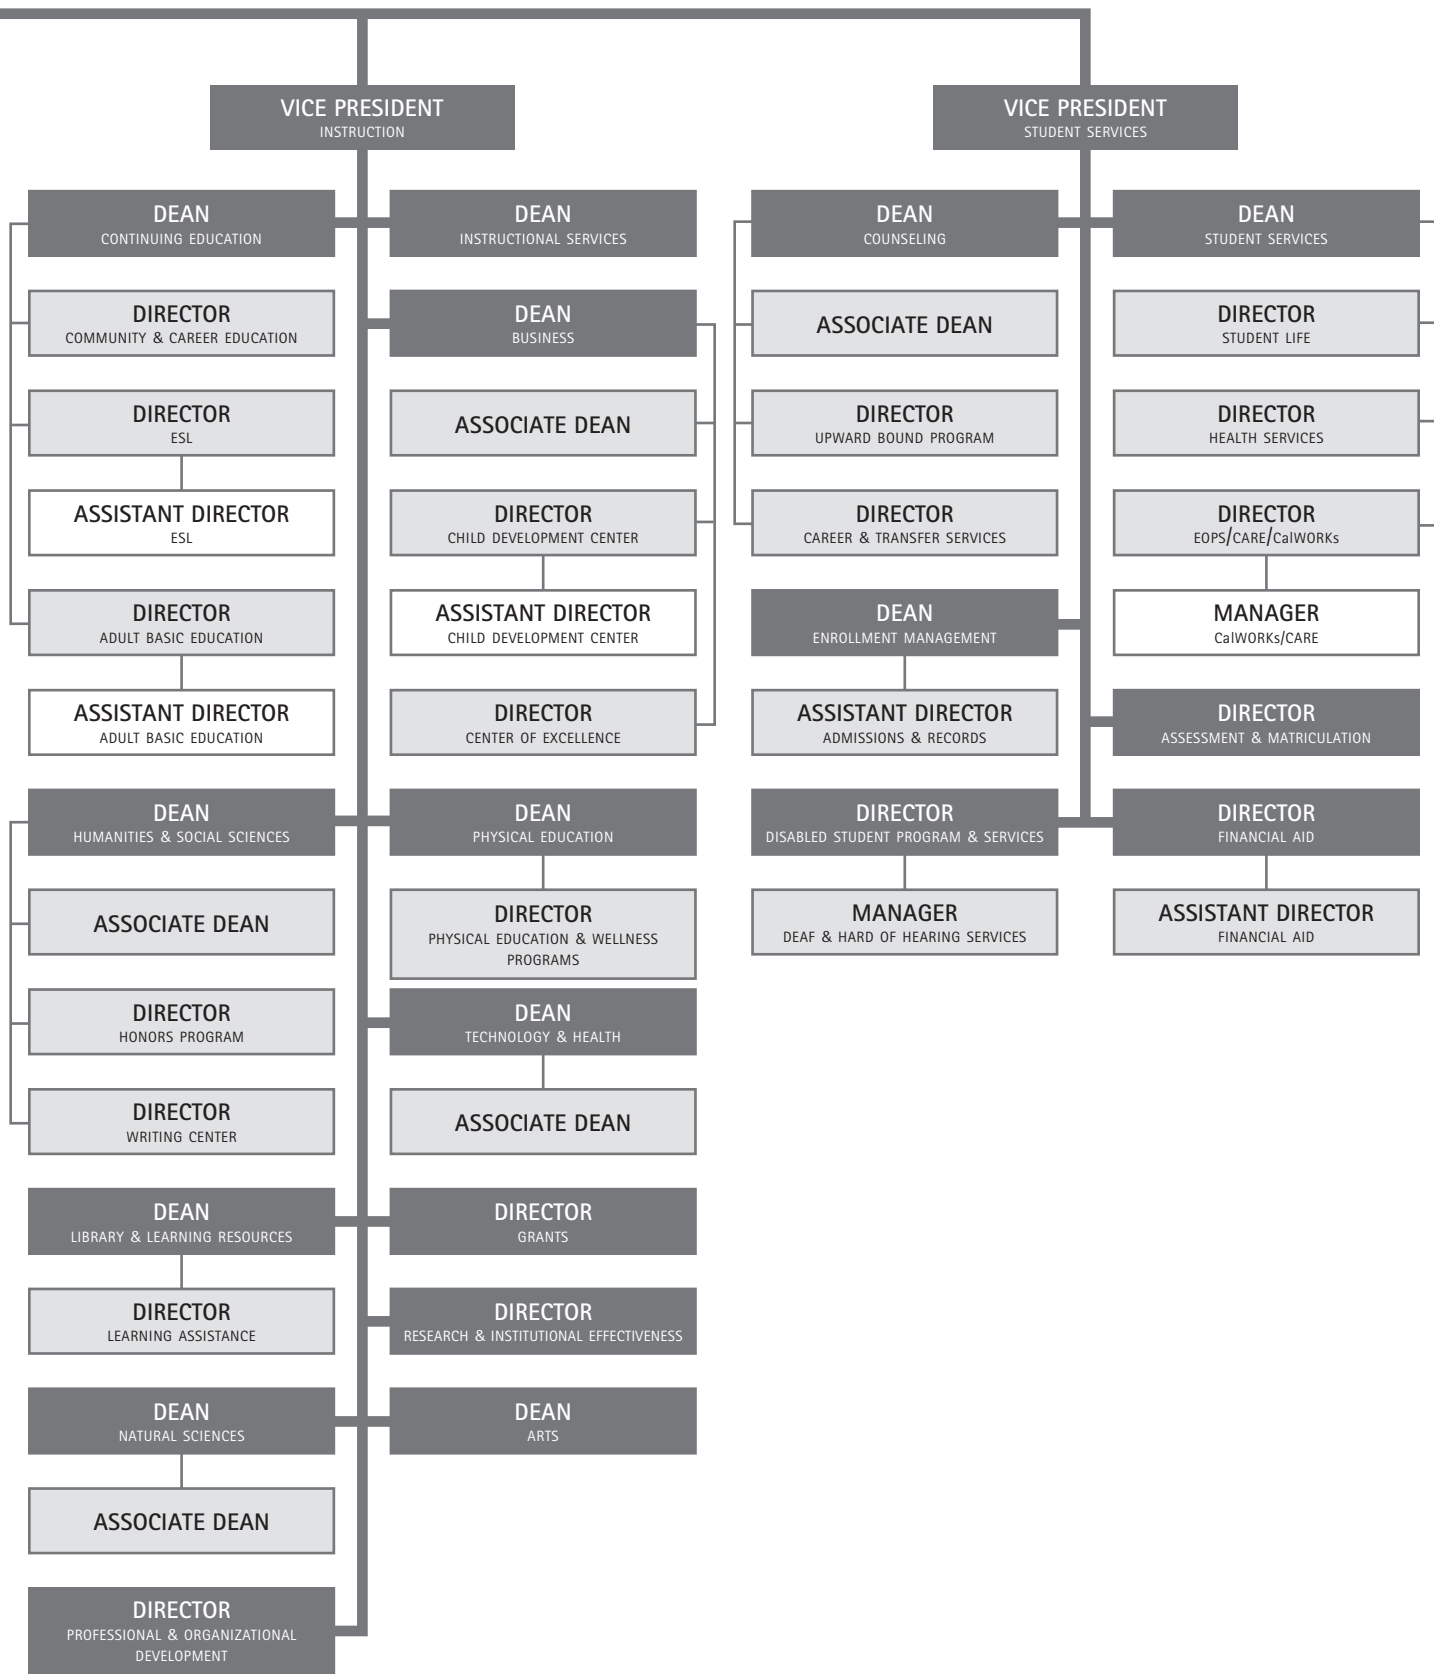 VICE PRESIDENT
INSTRUCTION
DEAN
CONTINUING EDUCATION
DIRECTOR
COMMUNITY & CAREER EDUCATION
DIRECTOR
ESL
ASSISTANT DIRECTOR
ESL
DIRECTOR
ADULT BASIC EDUCATION
ASSISTANT DIRECTOR
ADULT BASIC EDUCATION
DEAN
HUMANITIES & SOCIAL SCIENCES
ASSOCIATE DEAN
DIRECTOR
HONORS PROGRAM
DIRECTOR
WRITING CENTER
DEAN
LIBRARY & LEARNING RESOURCES
DIRECTOR
LEARNING ASSISTANCE
DEAN
NATURAL SCIENCES
ASSOCIATE DEAN
DIRECTOR
PROFESSIONAL & ORGANIZATIONAL
DEVELOPMENT
DEAN
INSTRUCTIONAL SERVICES
DEAN
BUSINESS
ASSOCIATE DEAN
DIRECTOR
CHILD DEVELOPMENT CENTER
ASSISTANT DIRECTOR
CHILD DEVELOPMENT CENTER
DIRECTOR
CENTER OF EXCELLENCE
DEAN
PHYSICAL EDUCATION
DIRECTOR
PHYSICAL EDUCATION & WELLNESS
PROGRAMS
DEAN
TECHNOLOGY & HEALTH
ASSOCIATE DEAN
DIRECTOR
GRANTS
DIRECTOR
RESEARCH & INSTITUTIONAL EFFECTIVENESS
DEAN
ARTS
VICE PRESIDENT
STUDENT SERVICES
DEAN
COUNSELING
ASSOCIATE DEAN
DIRECTOR
UPWARD BOUND PROGRAM
DIRECTOR
CAREER & TRANSFER SERVICES
DEAN
ENROLLMENT MANAGEMENT
ASSISTANT DIRECTOR
ADMISSIONS & RECORDS
DIRECTOR
DISABLED STUDENT PROGRAM & SERVICES
MANAGER
DEAF & HARD OF HEARING SERVICES
DEAN
STUDENT SERVICES
DIRECTOR
STUDENT LIFE
DIRECTOR
HEALTH SERVICES
DIRECTOR
EOPS/CARE/CalWORKs
MANAGER
CalWORKs/CARE
DIRECTOR
ASSESSMENT & MATRICULATION
DIRECTOR
FINANCIAL AID
ASSISTANT DIRECTOR
FINANCIAL AID